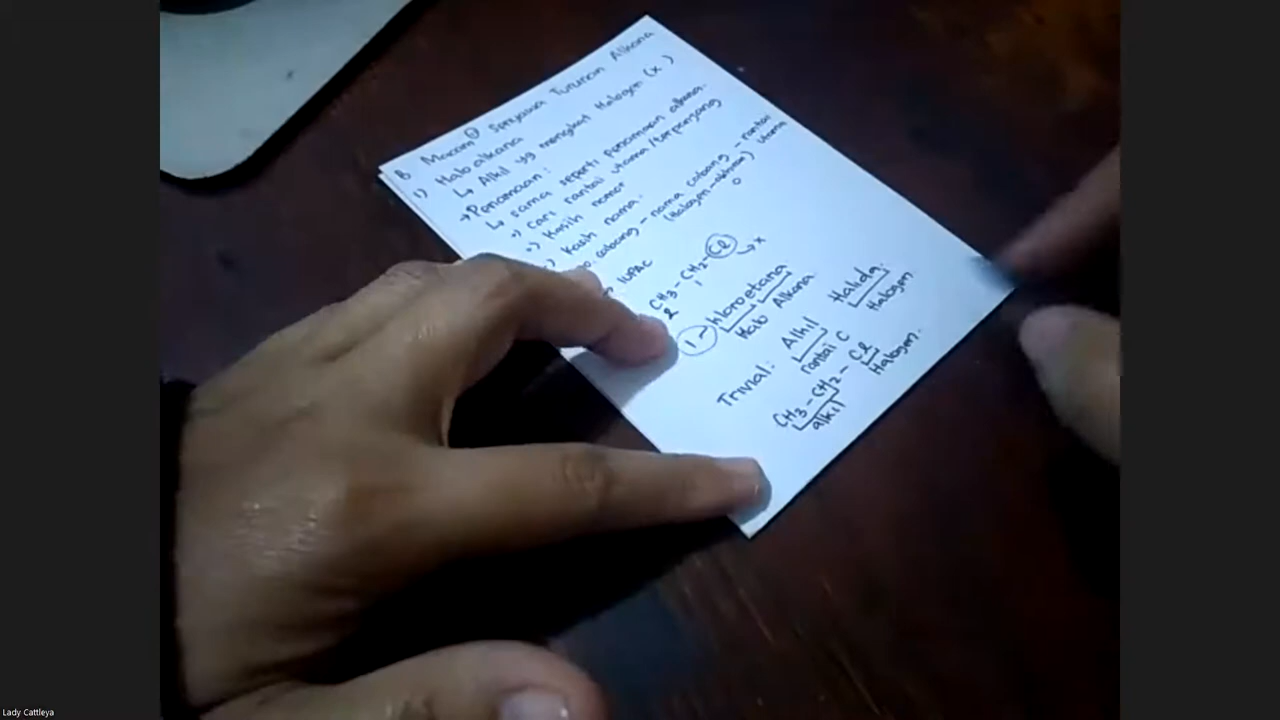 B Macam² Senyawa Turunan Alkana
1) Haloalkana
↳ Alkil yg mengikat Halogen (x)
→ Penamaan:
↳ sama seperti penamaan alkana.
•) Cari rantai utama/terpanjang
•) Kasih nomor
•) Kasih nama:
no.cabang - nama cabang - rantai utama
(Halogen-
IUPAC
CH3 - CH2 - Cl → x
2 1
1- kloroetana
Halo Alkana
Trivial: Alkil Halida.
rantai C Halogen
CH3 - CH2 - Cl
alkil Halogen.
Lady Cattleya